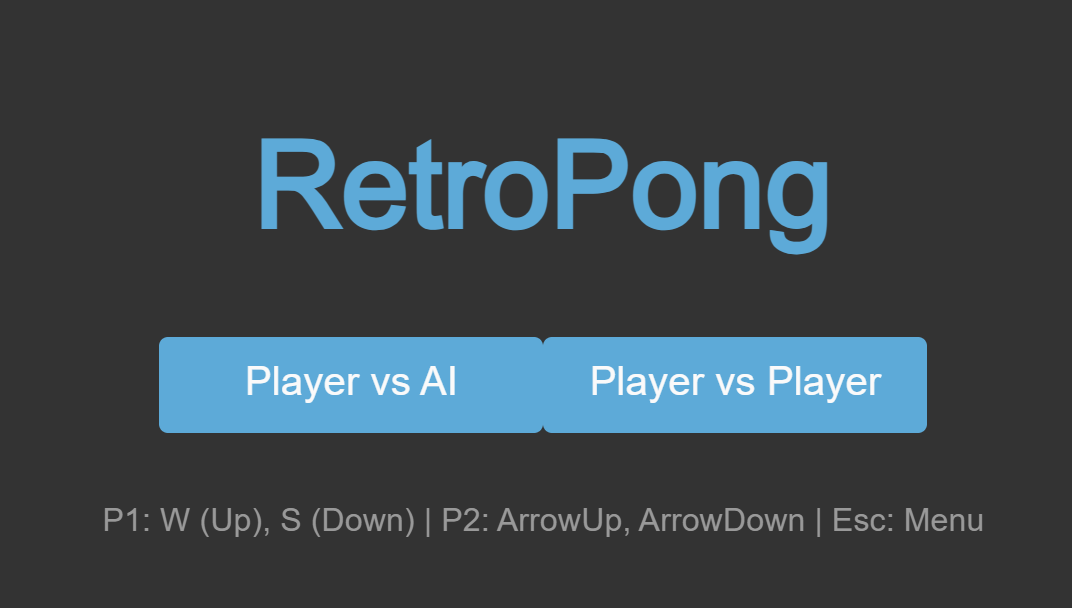 RetroPong
Player vs AI
Player vs Player
P1: W (Up), S (Down) | P2: ArrowUp, ArrowDown | Esc: Menu